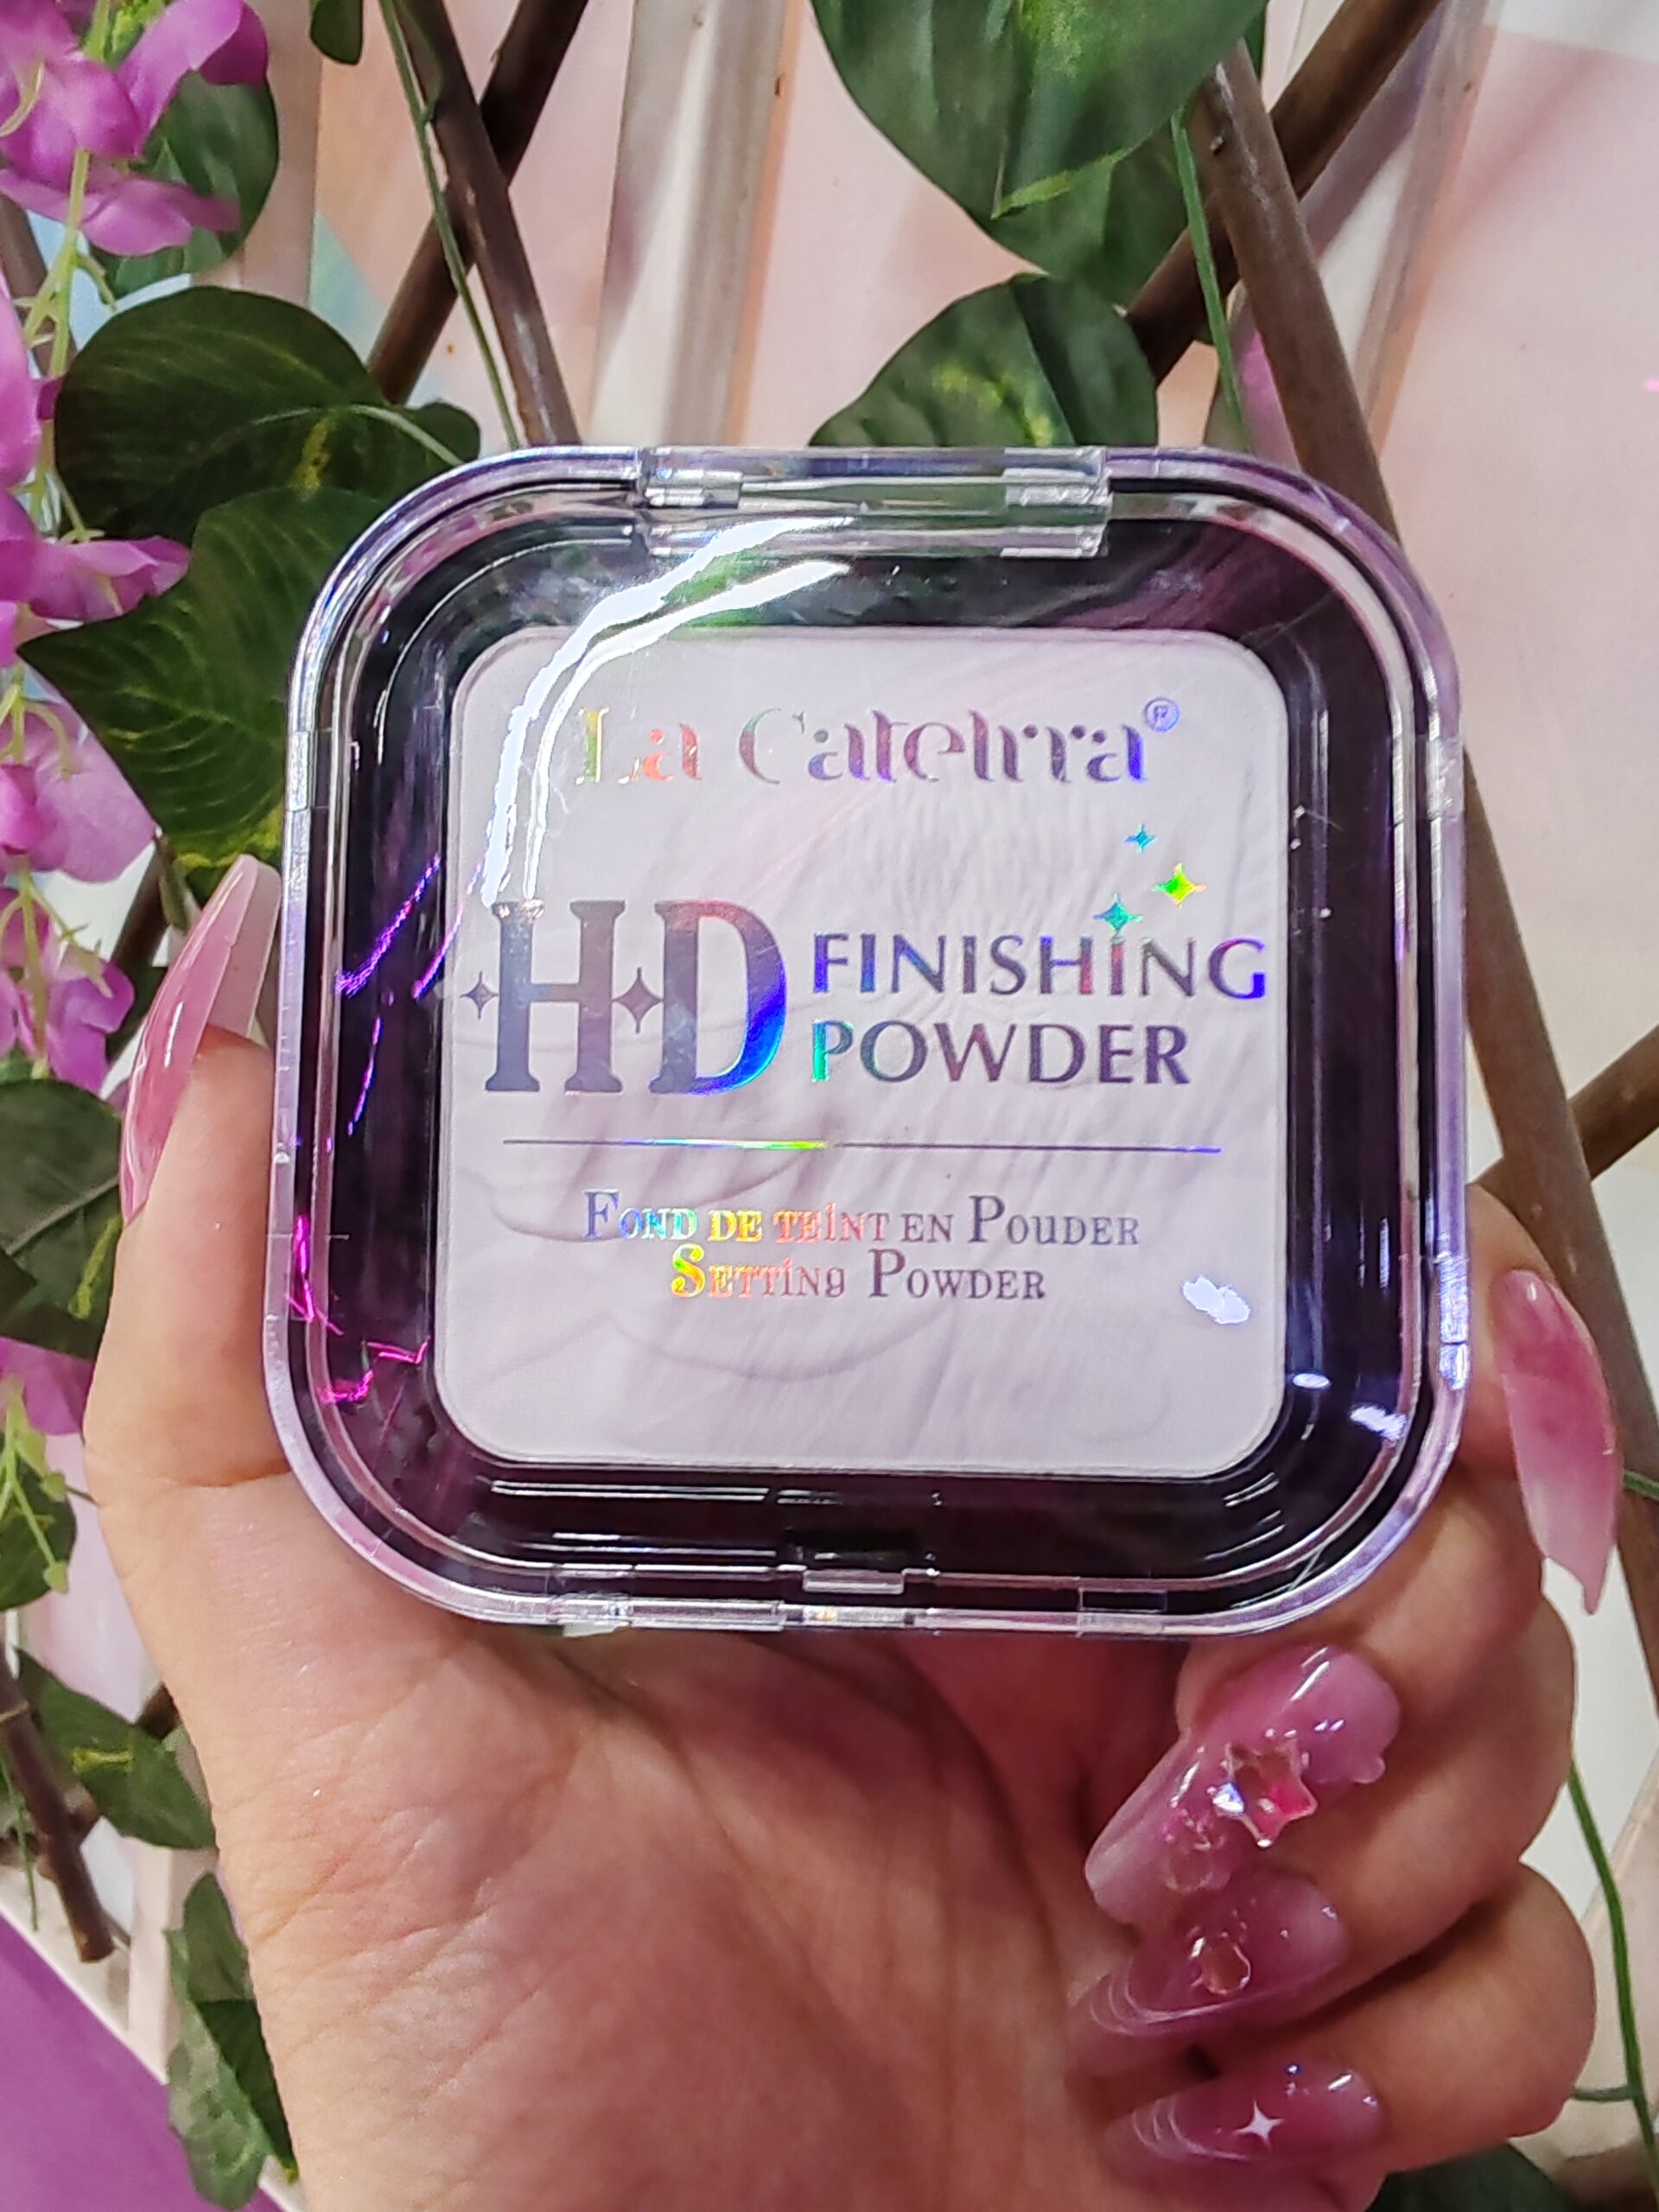 La Catelrra®
HD FINISHING
POWDER
FOND DE TEINT EN POUDER
SETTING POWDER